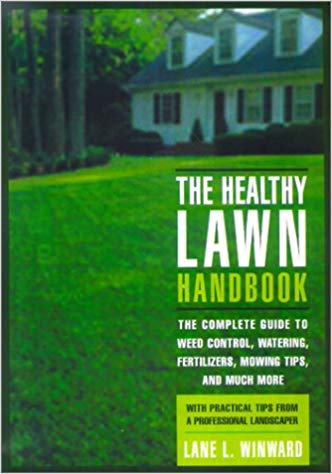 THE HEALTHY
LAWN
HANDBOOK
THE COMPLETE GUIDE TO
WEED CONTROL, WATERING,
FERTILIZERS, MOWING TIPS,
AND MUCH MORE
WITH PRACTICAL TIPS FROM
A PROFESSIONAL LANDSCAPER
LANE L. WINWARD